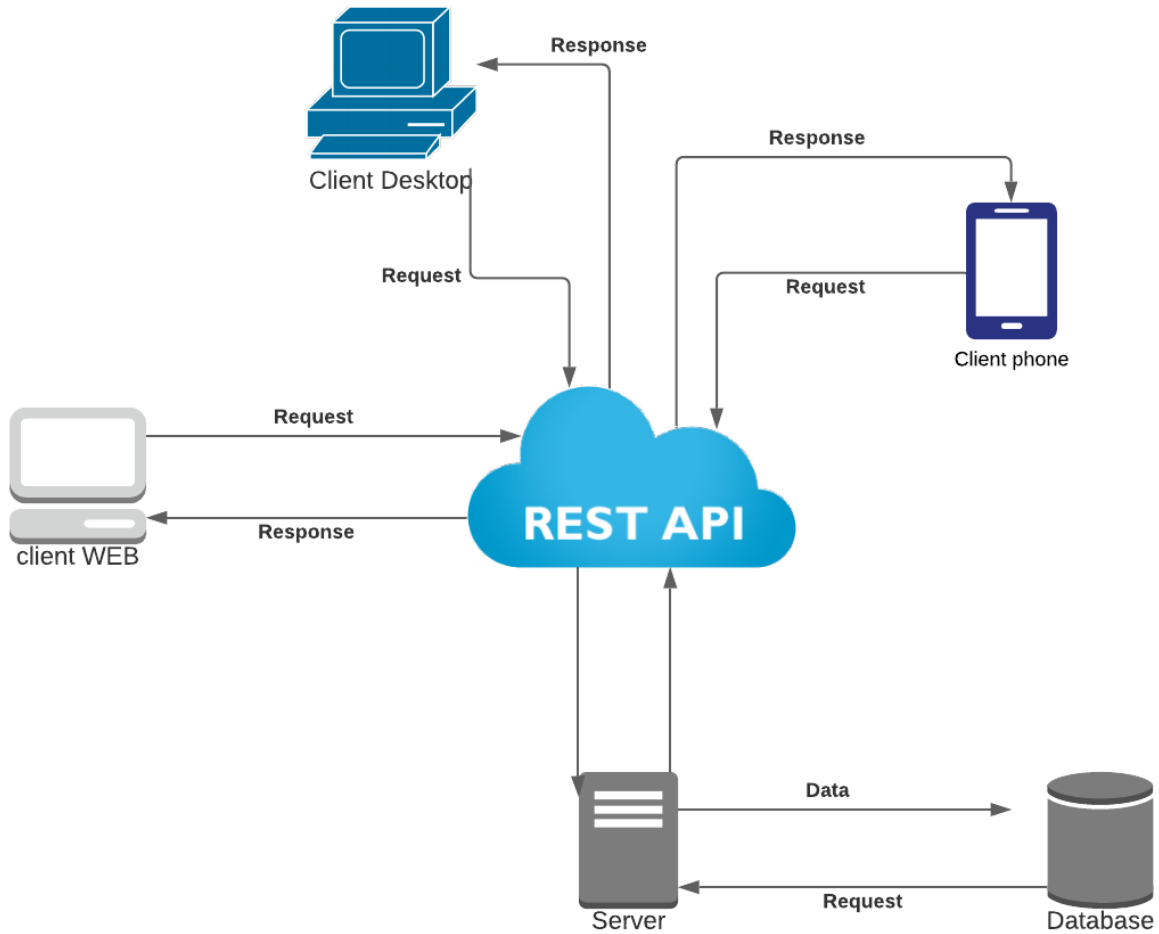 Response
Client Desktop
Response
Request
Request
Client phone
Request
REST API
Response
client WEB
Data
Request
Server
Database